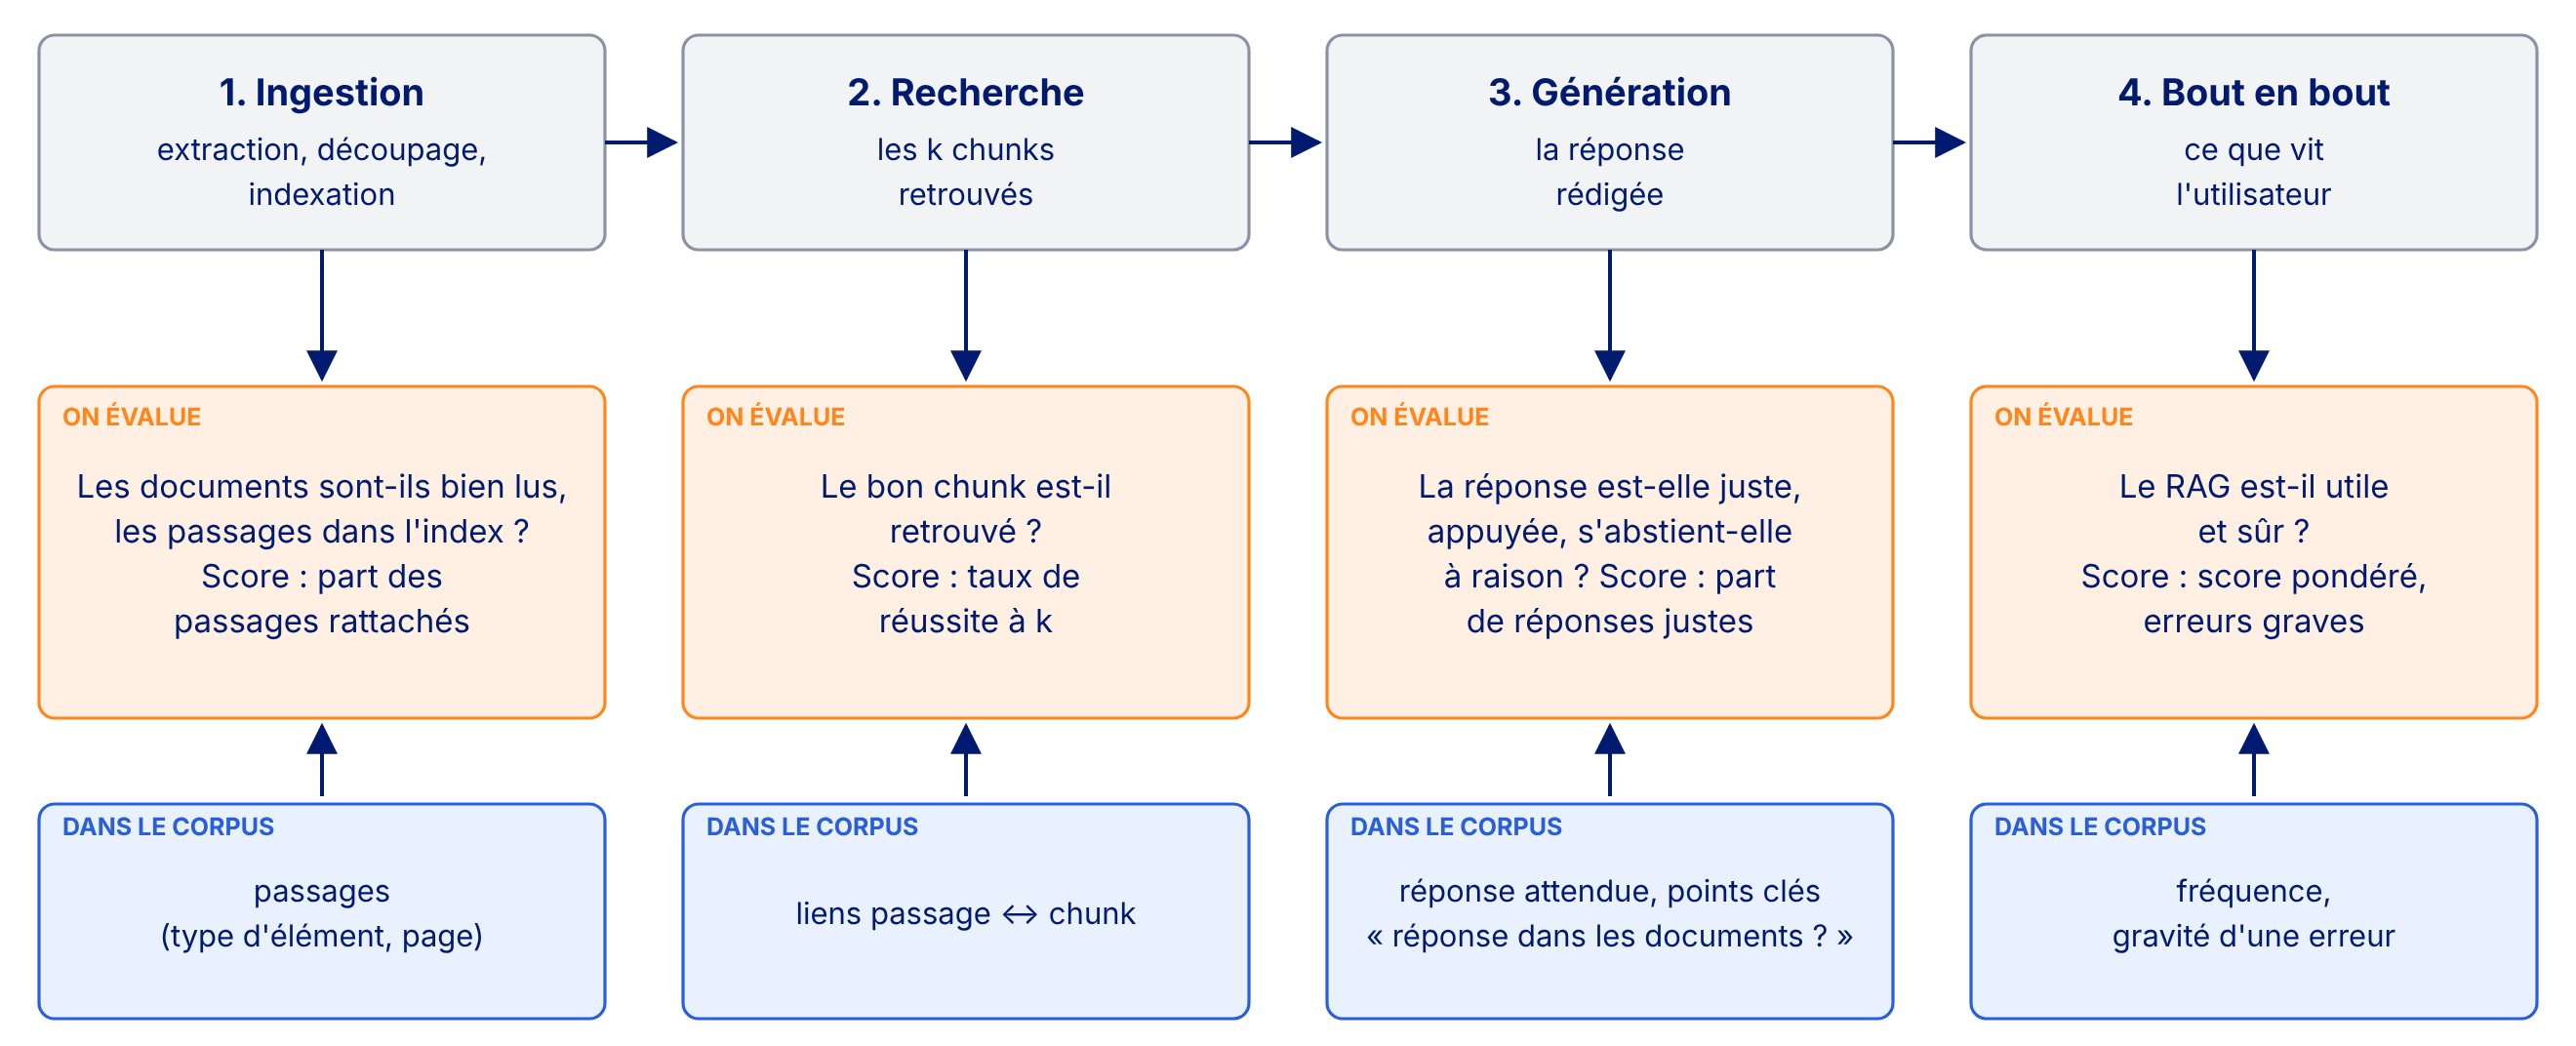 1. Ingestion
extraction, découpage,
indexation
2. Recherche
les k chunks
retrouvés
3. Génération
la réponse
rédigée
4. Bout en bout
ce que vit
l'utilisateur
ON ÉVALUE
Les documents sont-ils bien lus,
les passages dans l'index ?
Score : part des
passages rattachés
ON ÉVALUE
Le bon chunk est-il
retrouvé ?
Score : taux de
réussite à k
ON ÉVALUE
La réponse est-elle juste,
appuyée, s'abstient-elle
à raison ? Score : part
de réponses justes
ON ÉVALUE
Le RAG est-il utile
et sûr ?
Score : score pondéré,
erreurs graves
DANS LE CORPUS
passages
(type d'élément, page)
DANS LE CORPUS
liens passage ↔ chunk
DANS LE CORPUS
réponse attendue, points clés
« réponse dans les documents ? »
DANS LE CORPUS
fréquence,
gravité d'une erreur